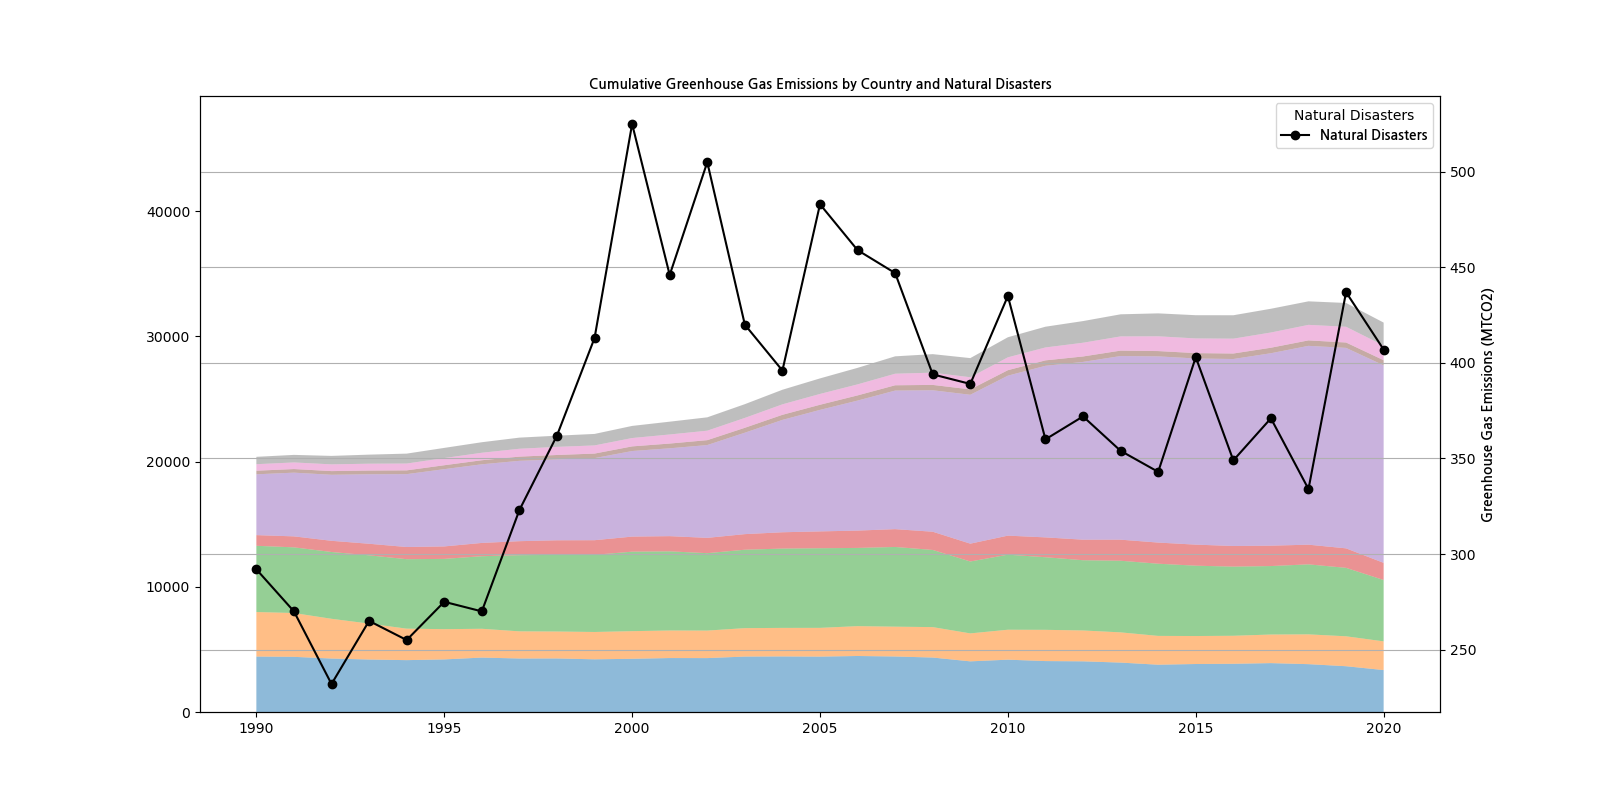 Cumulative Greenhouse Gas Emissions by Country and Natural Disasters
Natural Disasters
Natural Disasters
40000
30000
20000
10000
0
500
450
400
350
300
250
Greenhouse Gas Emissions (MTCO2)
1990 1995 2000 2005 2010 2015 2020